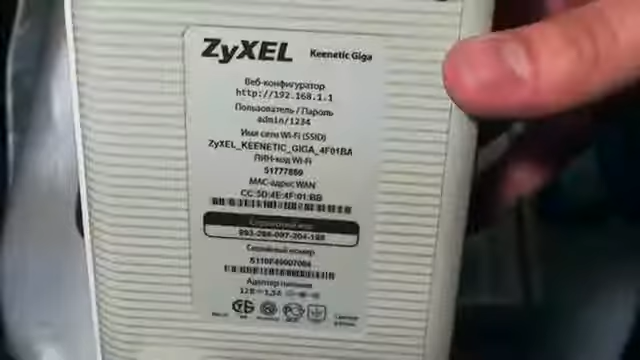 ZyXEL Keenetic Giga
Веб-конфигуратор
http://192.168.1.1
Пользователь / Пароль
admin/1234
Имя сети Wi-Fi (SSID)
ZyXEL_KEENETIC_GIGA_4F01BA
ПИН-код Wi-Fi
51777869
MAC-адрес WAN
CC:5D:4E:4F:01:BB
Серийный номер
Адаптер питания